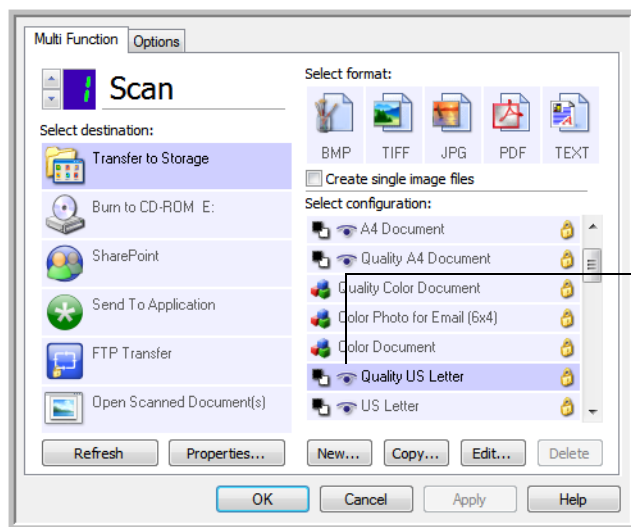 Multi Function
Options
1
Scan
Select destination:
Transfer to Storage
Burn to CD-ROM E:
SharePoint
Send To Application
FTP Transfer
Open Scanned Document(s)
Refresh
Properties...
Select format:
BMP TIFF JPG PDF TEXT
Create single image files
Select configuration:
A4 Document
Quality A4 Document
Quality Color Document
Color Photo for Email (6x4)
Color Document
Quality US Letter
US Letter
New... Copy... Edit... Delete
OK Cancel Apply Help